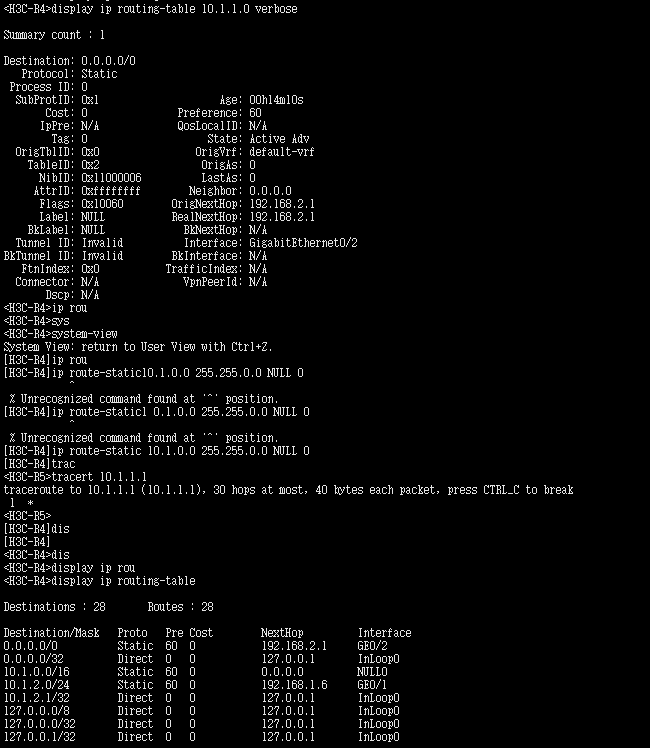 <H3C-R4>display ip routing-table 10.1.1.0 verbose
Summary count : 1
Destination: 0.0.0.0/0
Protocol: Static
Process ID: 0
SubProtID: 0x1 Age: 00h14m10s
Cost: 0 Preference: 60
IpPre: N/A QosLocalID: N/A
Tag: 0 State: Active Adv
OrigTblID: 0x0 OrigVrf: default-vrf
TableID: 0x2 OrigAs: 0
NibID: 0x11000006 LastAs: 0
AttrID: 0xffffffff Neighbor: 0.0.0.0
Flags: 0x10060 OrigNextHop: 192.168.2.1
Label: NULL RealNextHop: 192.168.2.1
BkLabel: NULL BkNextHop: N/A
Tunnel ID: Invalid Interface: GigabitEthernet0/2
BkTunnel ID: Invalid BkInterface: N/A
FtnIndex: 0x0 TrafficIndex: N/A
Connector: N/A VpnPeerId: N/A
Dscp: N/A
<H3C-R4>ip rou
<H3C-R4>sys
<H3C-R4>system-view
System View: return to User View with Ctrl+Z.
[H3C-R4]ip rou
[H3C-R4]ip route-static10.1.0.0 255.255.0.0 NULL 0
^
% Unrecognized command found at '^' position.
[H3C-R4]ip route-static1 0.1.0.0 255.255.0.0 NULL 0
^
% Unrecognized command found at '^' position.
[H3C-R4]ip route-static 10.1.0.0 255.255.0.0 NULL 0
[H3C-R4]trac
<H3C-R5>tracert 10.1.1.1
traceroute to 10.1.1.1 (10.1.1.1), 30 hops at most, 40 bytes each packet, press CTRL_C to break
1 *
<H3C-R5>
[H3C-R4]dis
[H3C-R4]
<H3C-R4>dis
<H3C-R4>display ip rou
<H3C-R4>display ip routing-table
Destinations : 28 Routes : 28
Destination/Mask Proto Pre Cost NextHop Interface
0.0.0.0/0 Static 60 0 192.168.2.1 GE0/2
0.0.0.0/32 Direct 0 0 127.0.0.1 InLoop0
10.1.0.0/16 Static 60 0 0.0.0.0 NULL0
10.1.2.0/24 Static 60 0 192.168.1.6 GE0/1
10.1.2.1/32 Direct 0 0 127.0.0.1 InLoop0
127.0.0.0/8 Direct 0 0 127.0.0.1 InLoop0
127.0.0.0/32 Direct 0 0 127.0.0.1 InLoop0
127.0.0.1/32 Direct 0 0 127.0.0.1 InLoop0